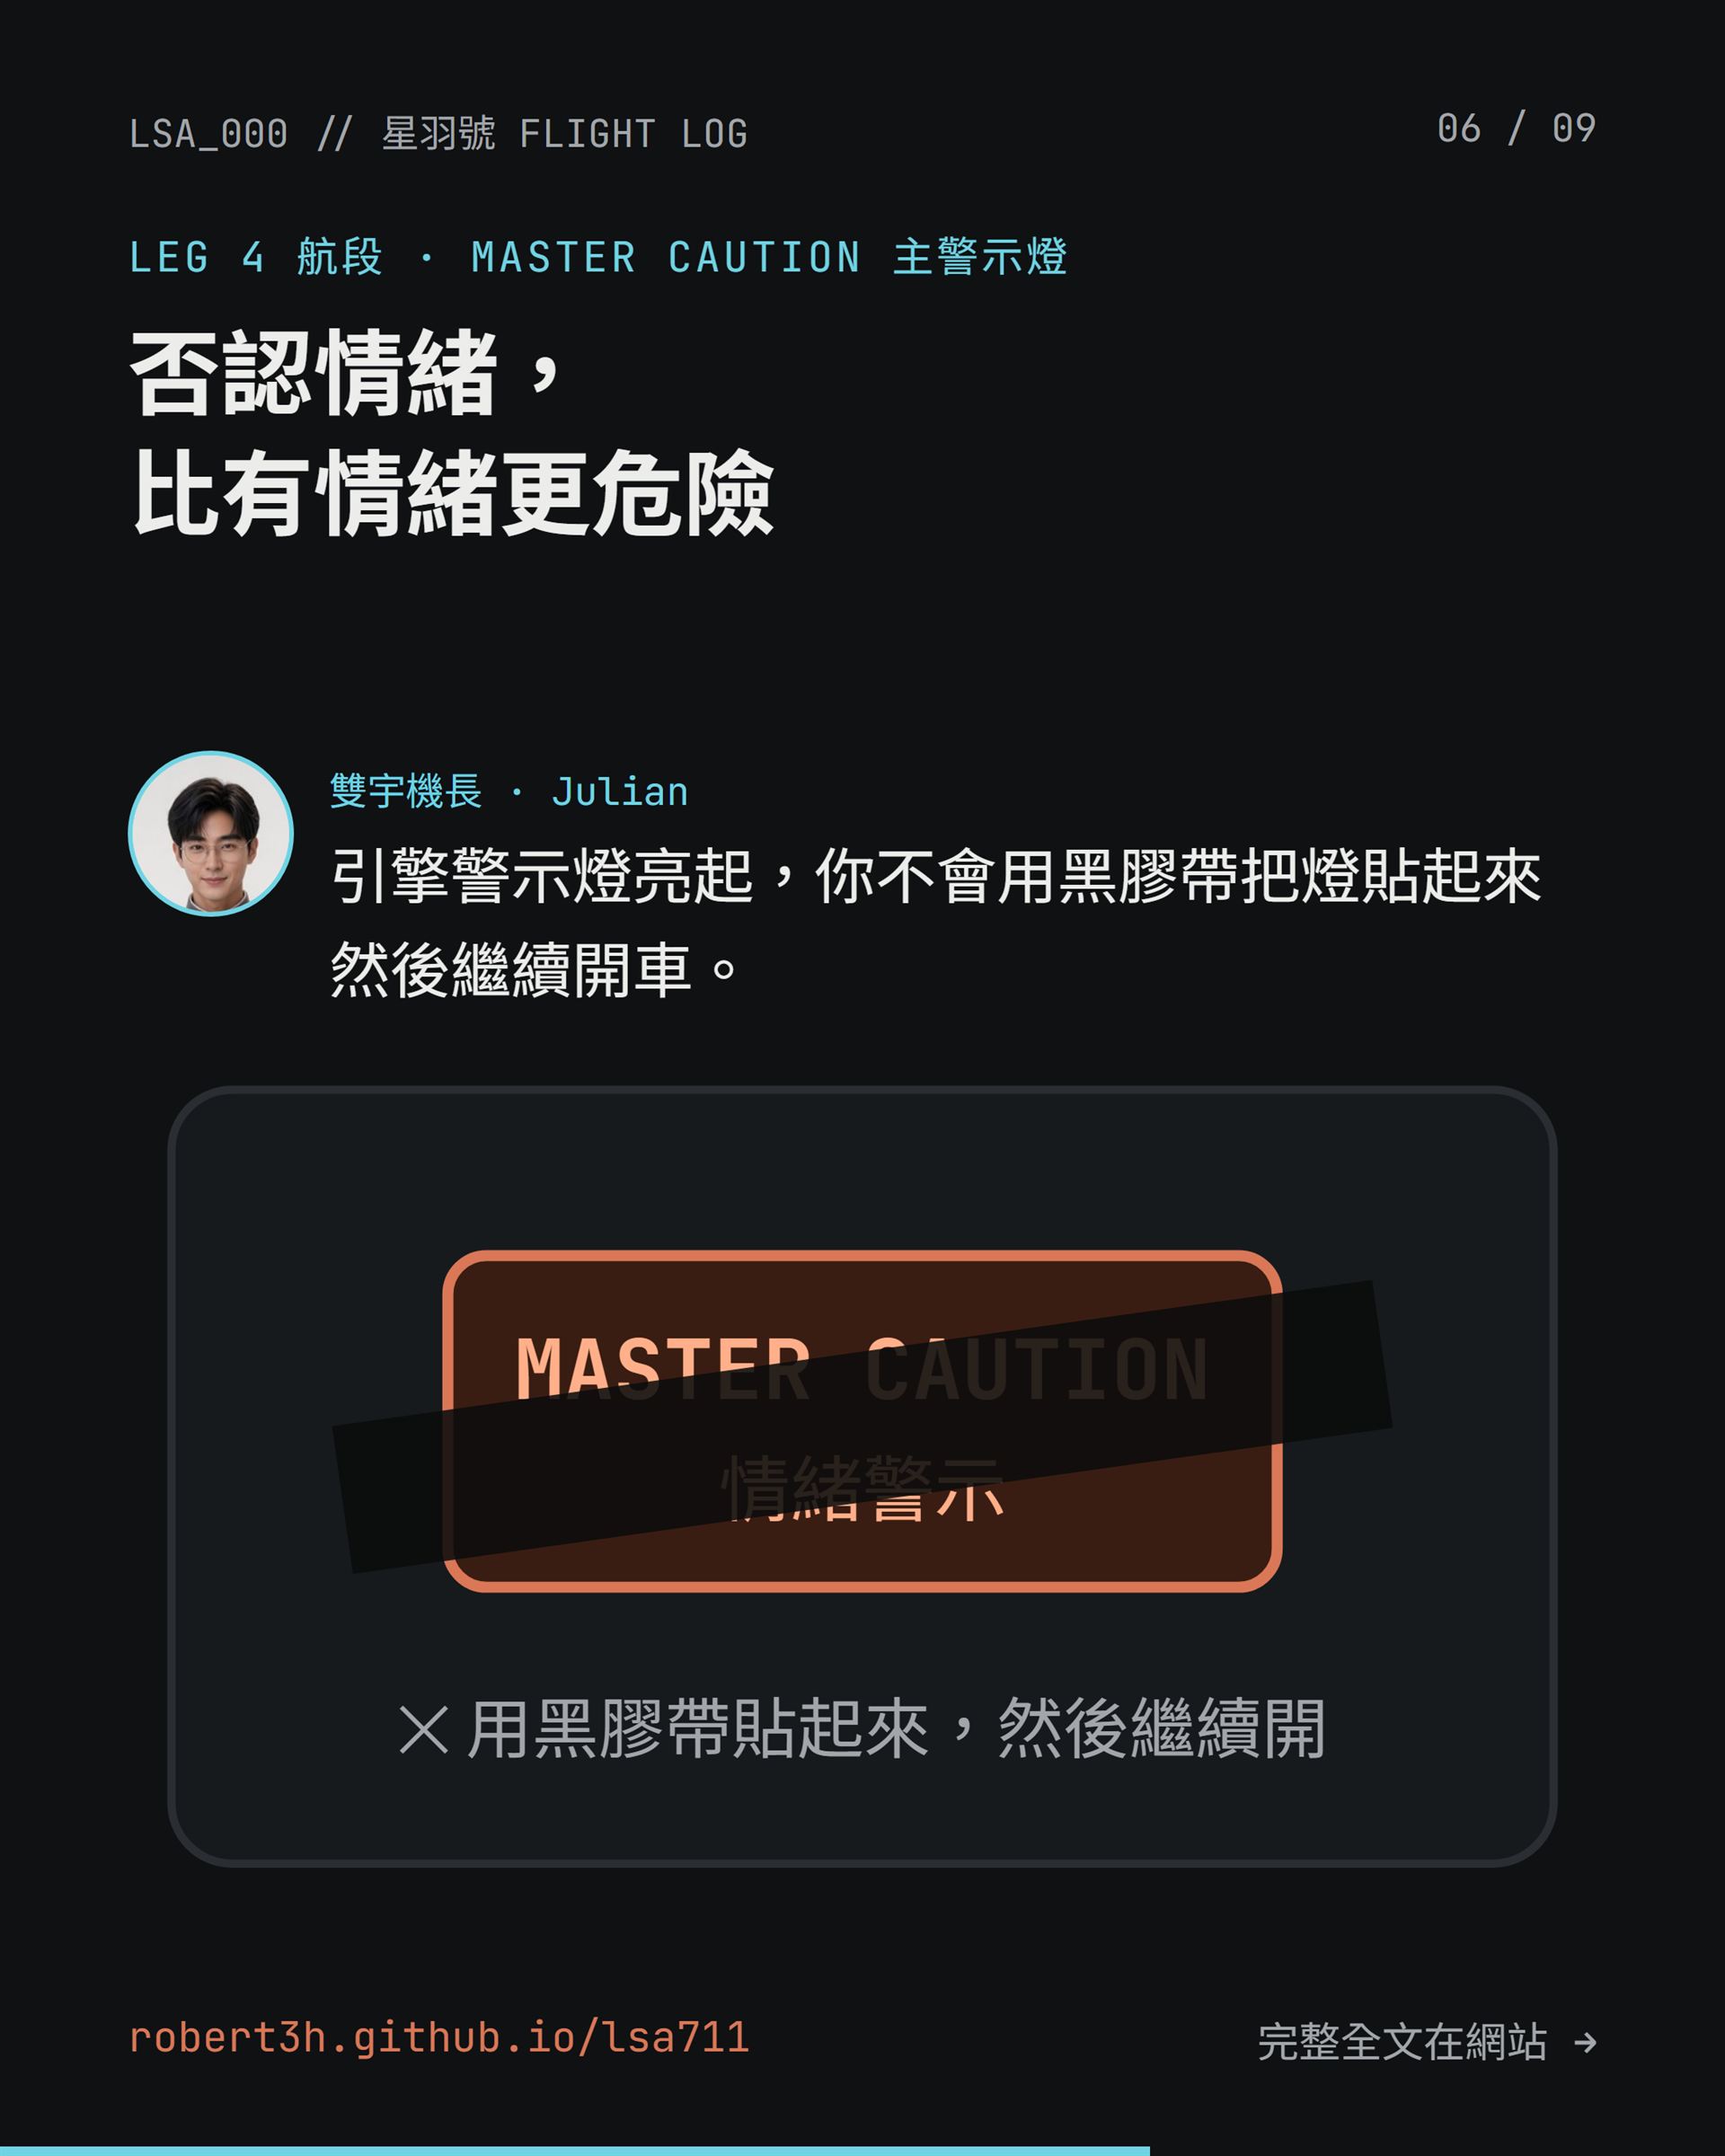 LSA_000 // 星羽號 FLIGHT LOG
06 / 09
LEG 4 航段 · MASTER CAUTION 主警示燈
否認情緒，
比有情緒更危險
雙宇機長 · Julian
引擎警示燈亮起，你不會用黑膠帶把燈貼起來
然後繼續開車。
MASTER CAUTION
情緒警示
× 用黑膠帶貼起來，然後繼續開
robert3h.github.io/lsa711
完整全文在網站 →